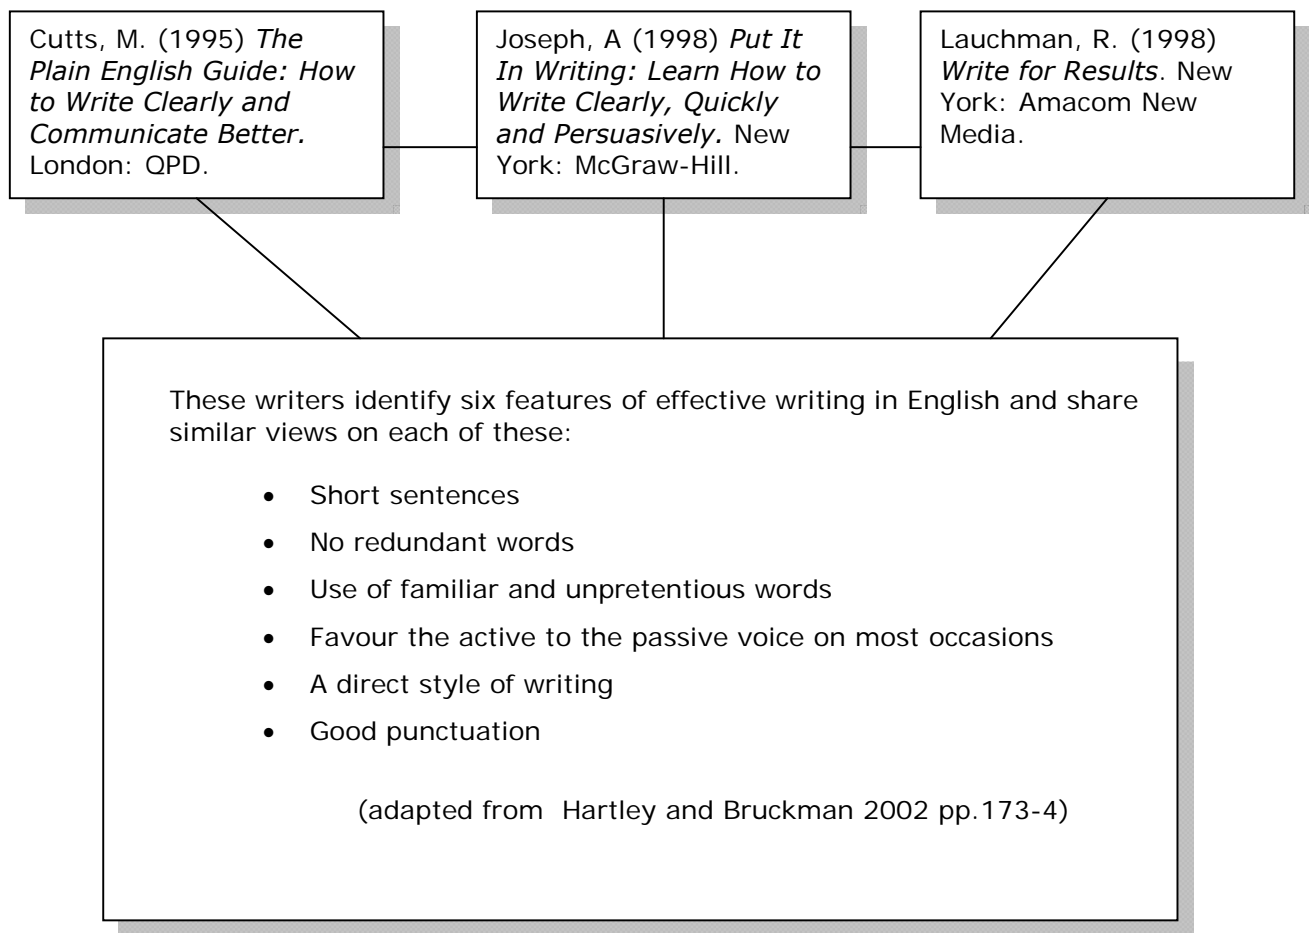 Cutts, M. (1995) The
Plain English Guide: How
to Write Clearly and
Communicate Better.
London: QPD.
Joseph, A (1998) Put It
In Writing: Learn How to
Write Clearly, Quickly
and Persuasively. New
York: McGraw-Hill.
Lauchman, R. (1998)
Write for Results. New
York: Amacom New
Media.
These writers identify six features of effective writing in English and share
similar views on each of these:
• Short sentences
• No redundant words
• Use of familiar and unpretentious words
• Favour the active to the passive voice on most occasions
• A direct style of writing
• Good punctuation
(adapted from Hartley and Bruckman 2002 pp.173-4)